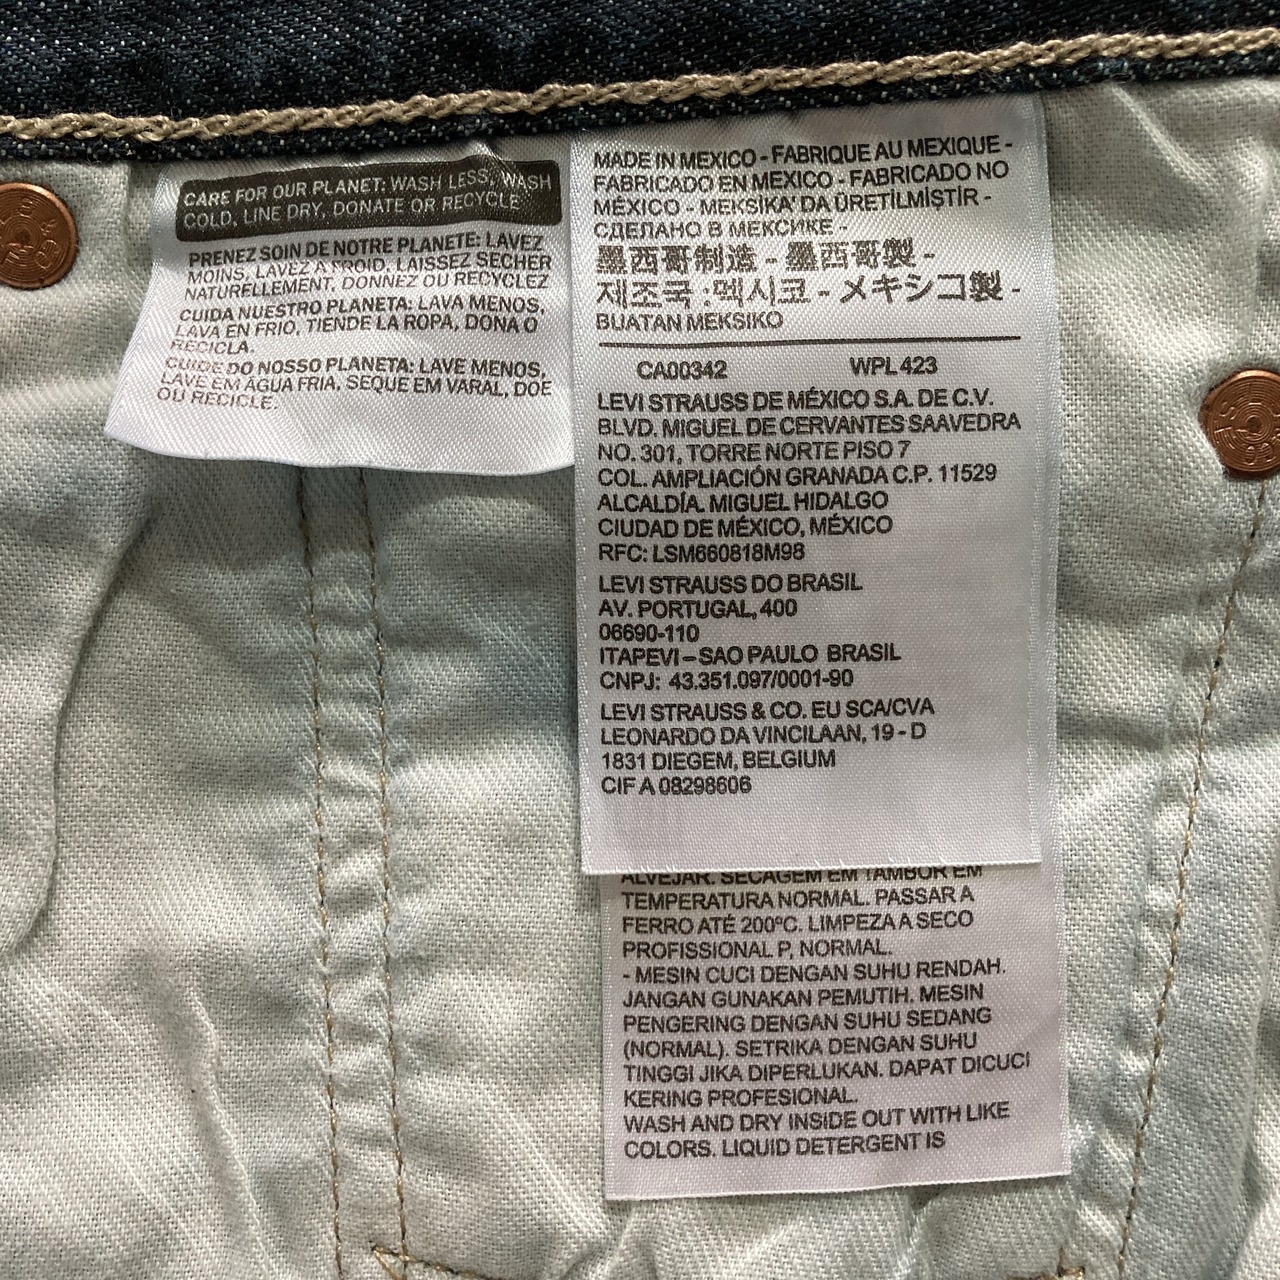 CARE FOR OUR PLANET: WASH LESS, WASH
COLD, LINE DRY, DONATE OR RECYCLE
PRENEZ SOIN DE NOTRE PLANETE: LAVEZ
MOINS, LAVEZ A FROID. LAISSEZ SECHER
NATURELLEMENT, DONNEZ OU RECYCLEZ
CUIDA NUESTRO PLANETA: LAVA MENOS,
LAVA EN FRIO, TIENDE LA ROPA, DONA O
RECICLA.
CUIDE DO NOSSO PLANETA: LAVE MENOS,
LAVE EM ÁGUA FRIA, SEQUE EM VARAL, DOE
OU RECICLE.
MADE IN MEXICO - FABRIQUE AU MEXIQUE -
FABRICADO EN MEXICO - FABRICADO NO
MÉXICO - MEKSİKA' DA ÜRETİLMİŞTİR -
СДЕЛАНО В МЕКСИКЕ -
墨西哥制造 - 墨西哥製 -
제조국 :멕시코 - メキシコ製 -
BUATAN MEKSIKO
CA00342 WPL 423
LEVI STRAUSS DE MÉXICO S.A. DE C.V.
BLVD. MIGUEL DE CERVANTES SAAVEDRA
NO. 301, TORRE NORTE PISO 7
COL. AMPLIACIÓN GRANADA C.P. 11529
ALCALDÍA. MIGUEL HIDALGO
CIUDAD DE MÉXICO, MÉXICO
RFC: LSM660818M98
LEVI STRAUSS DO BRASIL
AV. PORTUGAL, 400
06690-110
ITAPEVI – SAO PAULO BRASIL
CNPJ: 43.351.097/0001-90
LEVI STRAUSS & CO. EU SCA/CVA
LEONARDO DA VINCILAAN, 19 - D
1831 DIEGEM, BELGIUM
CIF A 08298606
ALVEJAR. SECAGEM EM TAMBOR EM
TEMPERATURA NORMAL. PASSAR A
FERRO ATÉ 200ºC. LIMPEZA A SECO
PROFISSIONAL P, NORMAL.
- MESIN CUCI DENGAN SUHU RENDAH.
JANGAN GUNAKAN PEMUTIH. MESIN
PENGERING DENGAN SUHU SEDANG
(NORMAL). SETRIKA DENGAN SUHU
TINGGI JIKA DIPERLUKAN. DAPAT DICUCI
KERING PROFESIONAL.
WASH AND DRY INSIDE OUT WITH LIKE
COLORS. LIQUID DETERGENT IS